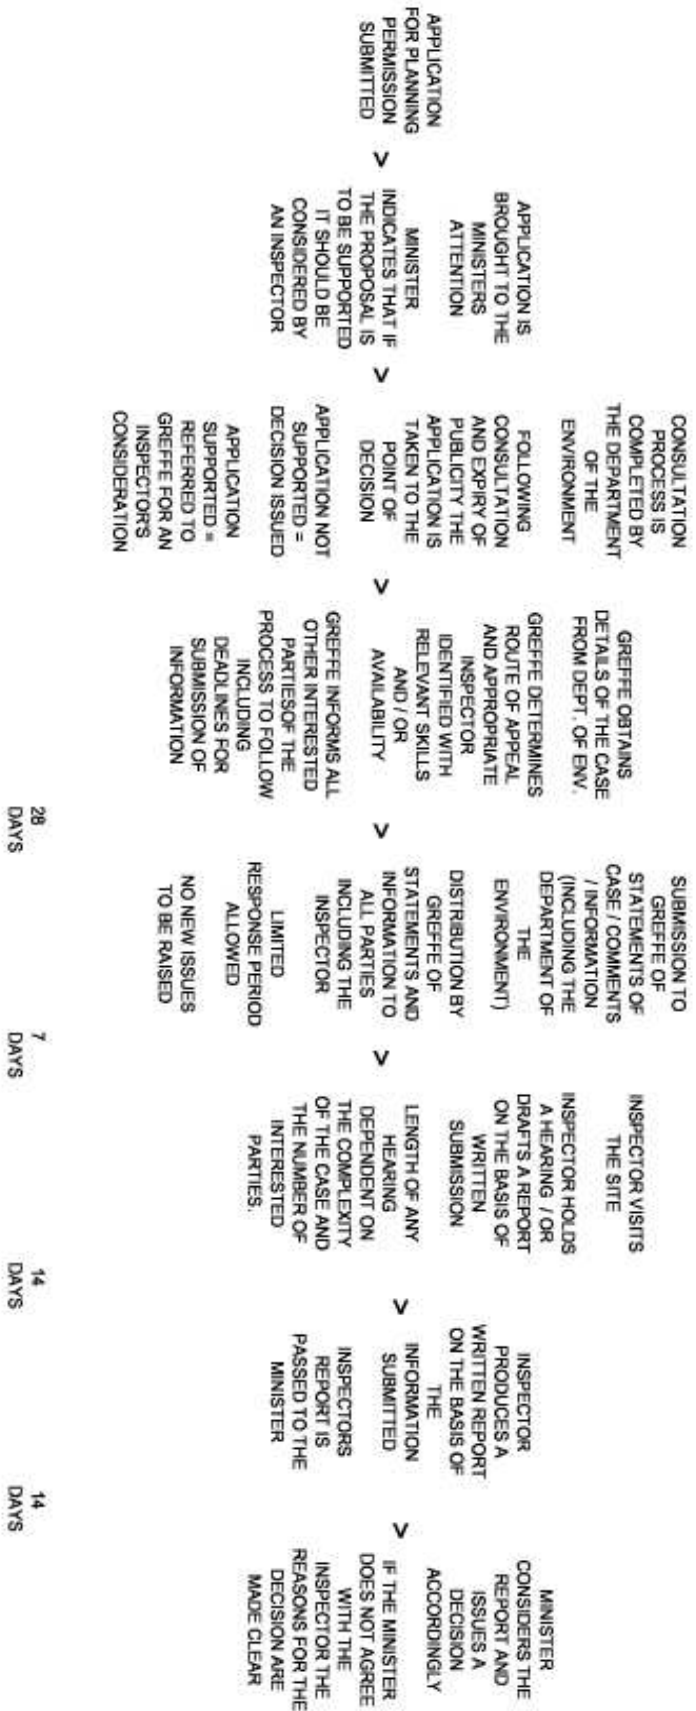 APPLICATION
FOR PLANNING
PERMISSION
SUBMITTED
>
APPLICATION IS
BROUGHT TO THE
MINISTERS
ATTENTION
MINISTER
INDICATES THAT IF
THE PROPOSAL IS
TO BE SUPPORTED
IT SHOULD BE
CONSIDERED BY
AN INSPECTOR
>
CONSULTATION
PROCESS IS
COMPLETED BY
THE DEPARTMENT
OF THE
ENVIRONMENT
FOLLOWING
CONSULTATION
AND EXPIRY OF
PUBLICITY THE
APPLICATION IS
TAKEN TO THE
POINT OF
DECISION
APPLICATION NOT
SUPPORTED =
DECISION ISSUED
APPLICATION
SUPPORTED =
REFERRED TO
GREFFE FOR AN
INSPECTOR'S
CONSIDERATION
>
GREFFE OBTAINS
DETAILS OF THE CASE
FROM DEPT. OF ENV.
GREFFE DETERMINES
ROUTE OF APPEAL
AND APPROPRIATE
INSPECTOR
IDENTIFIED WITH
RELEVANT SKILLS
AND / OR
AVAILABILITY
GREFFE INFORMS ALL
OTHER INTERESTED
PARTIESOF THE
PROCESS TO FOLLOW
INCLUDING
DEADLINES FOR
SUBMISSION OF
INFORMATION
>
28
DAYS
SUBMISSION TO
GREFFE OF
STATEMENTS OF
CASE / COMMENTS
/ INFORMATION
(INCLUDING THE
DEPARTMENT OF
THE
ENVIRONMENT)
DISTRIBUTION BY
GREFFE OF
STATEMENTS AND
INFORMATION TO
ALL PARTIES
INCLUDING THE
INSPECTOR
LIMITED
RESPONSE PERIOD
ALLOWED
NO NEW ISSUES
TO BE RAISED
>
7
DAYS
INSPECTOR VISITS
THE SITE
INSPECTOR HOLDS
A HEARING / OR
DRAFTS A REPORT
ON THE BASIS OF
WRITTEN
SUBMISSION
LENGTH OF ANY
HEARING
DEPENDENT ON
THE COMPLEXITY
OF THE CASE AND
THE NUMBER OF
INTERESTED
PARTIES.
>
14
DAYS
INSPECTOR
PRODUCES A
WRITTEN REPORT
ON THE BASIS OF
THE
INFORMATION
SUBMITTED
INSPECTORS
REPORT IS
PASSED TO THE
MINISTER
>
14
DAYS
MINISTER
CONSIDERS THE
REPORT AND
ISSUES A
DECISION
ACCORDINGLY
IF THE MINISTER
DOES NOT AGREE
WITH THE
INSPECTOR THE
REASONS FOR THE
DECISION ARE
MADE CLEAR